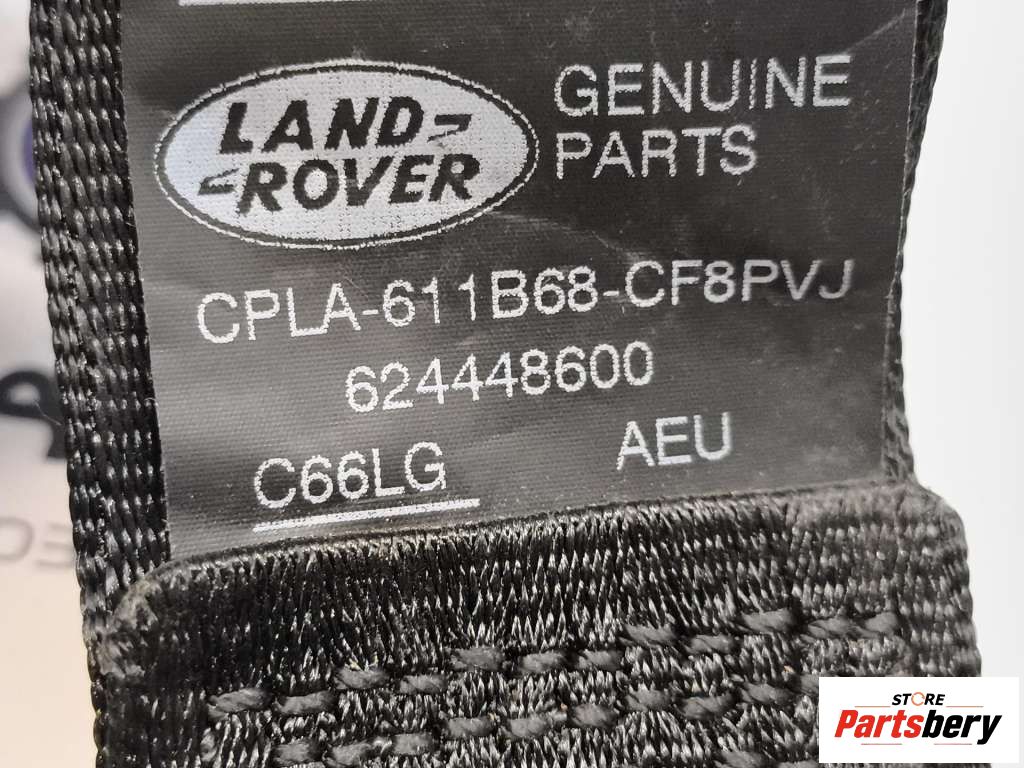 LAND
ROVER
GENUINE
PARTS
CPLA-611B68-CF8PVJ
624448600
C66LG
AEU
STORE
Partsbery